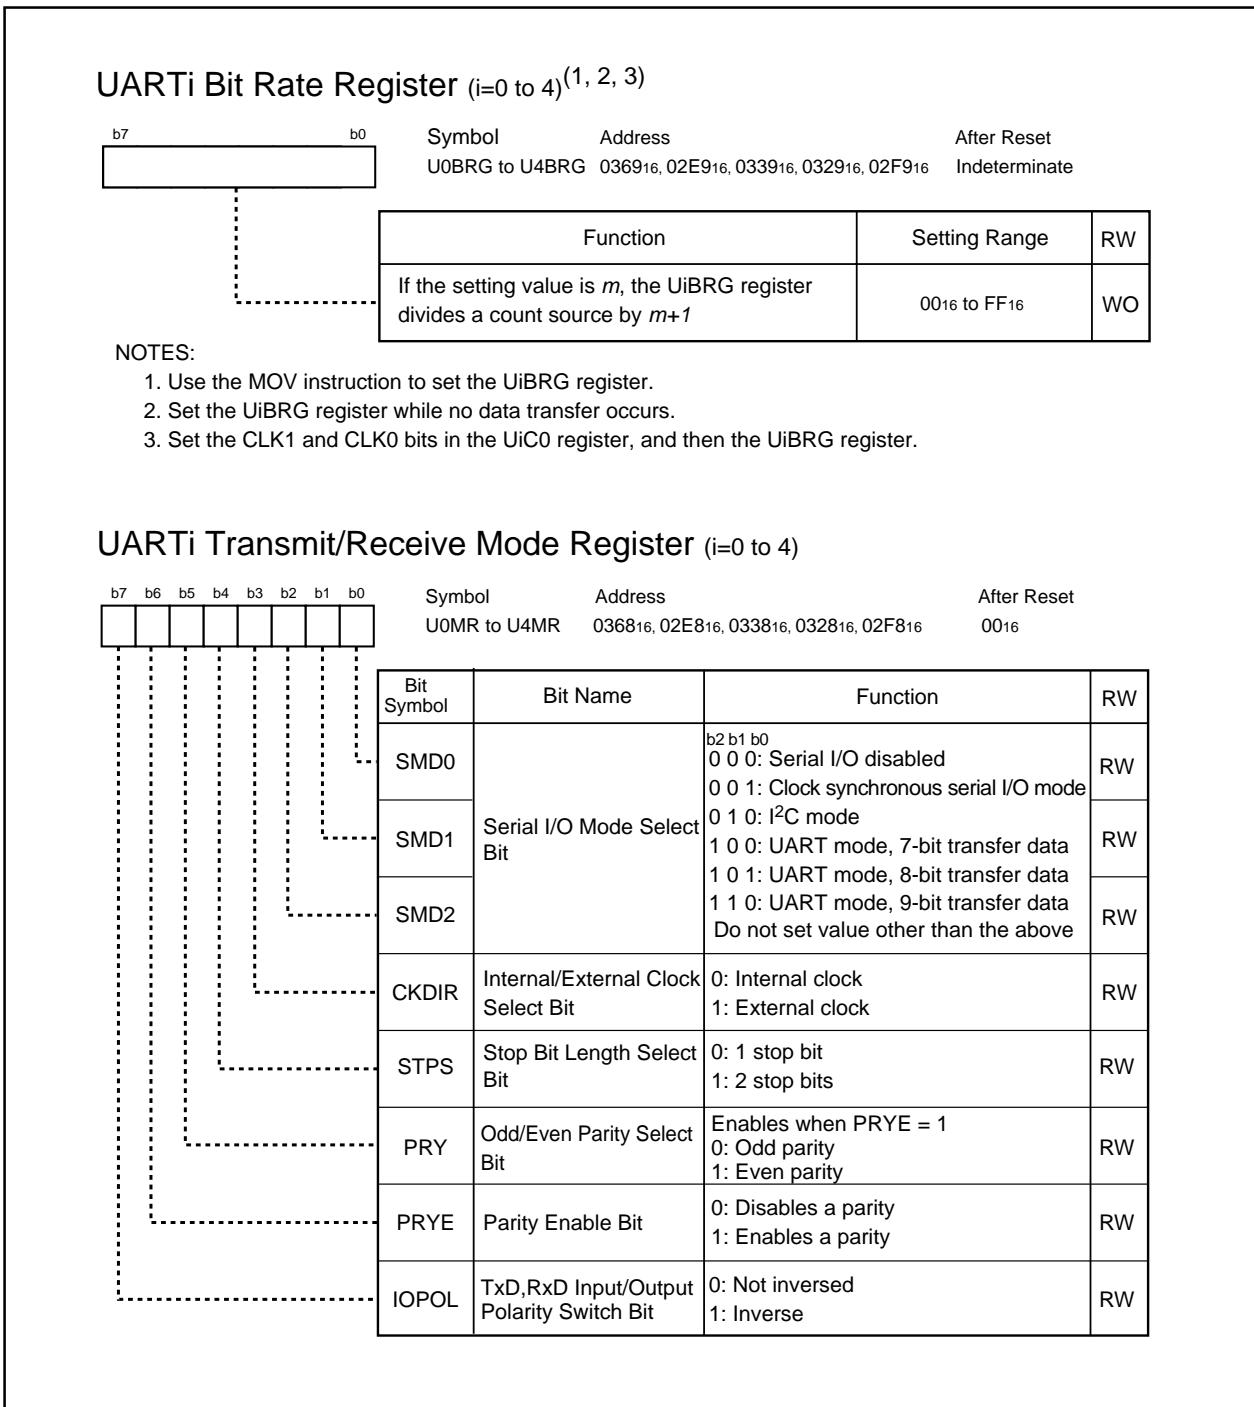 UARTi Bit Rate Register (i=0 to 4)(1, 2, 3)
b7 b0
Symbol Address After Reset
U0BRG to U4BRG 036916, 02E916, 033916, 032916, 02F916 Indeterminate
Function Setting Range RW
If the setting value is m, the UiBRG register
divides a count source by m+1
0016 to FF16 WO
NOTES:
1. Use the MOV instruction to set the UiBRG register.
2. Set the UiBRG register while no data transfer occurs.
3. Set the CLK1 and CLK0 bits in the UiC0 register, and then the UiBRG register.
UARTi Transmit/Receive Mode Register (i=0 to 4)
b7 b6 b5 b4 b3 b2 b1 b0
Symbol Address After Reset
U0MR to U4MR 036816, 02E816, 033816, 032816, 02F816 0016
Bit
Symbol
Bit Name Function RW
SMD0
SMD1
SMD2
Serial I/O Mode Select
Bit
b2 b1 b0
0 0 0: Serial I/O disabled
0 0 1: Clock synchronous serial I/O mode
0 1 0: I2C mode
1 0 0: UART mode, 7-bit transfer data
1 0 1: UART mode, 8-bit transfer data
1 1 0: UART mode, 9-bit transfer data
Do not set value other than the above
RW
RW
RW
CKDIR
Internal/External Clock
Select Bit
0: Internal clock
1: External clock
RW
STPS
Stop Bit Length Select
Bit
0: 1 stop bit
1: 2 stop bits
RW
PRY
Odd/Even Parity Select
Bit
Enables when PRYE = 1
0: Odd parity
1: Even parity
RW
PRYE
Parity Enable Bit
0: Disables a parity
1: Enables a parity
RW
IOPOL
TxD,RxD Input/Output
Polarity Switch Bit
0: Not inversed
1: Inverse
RW